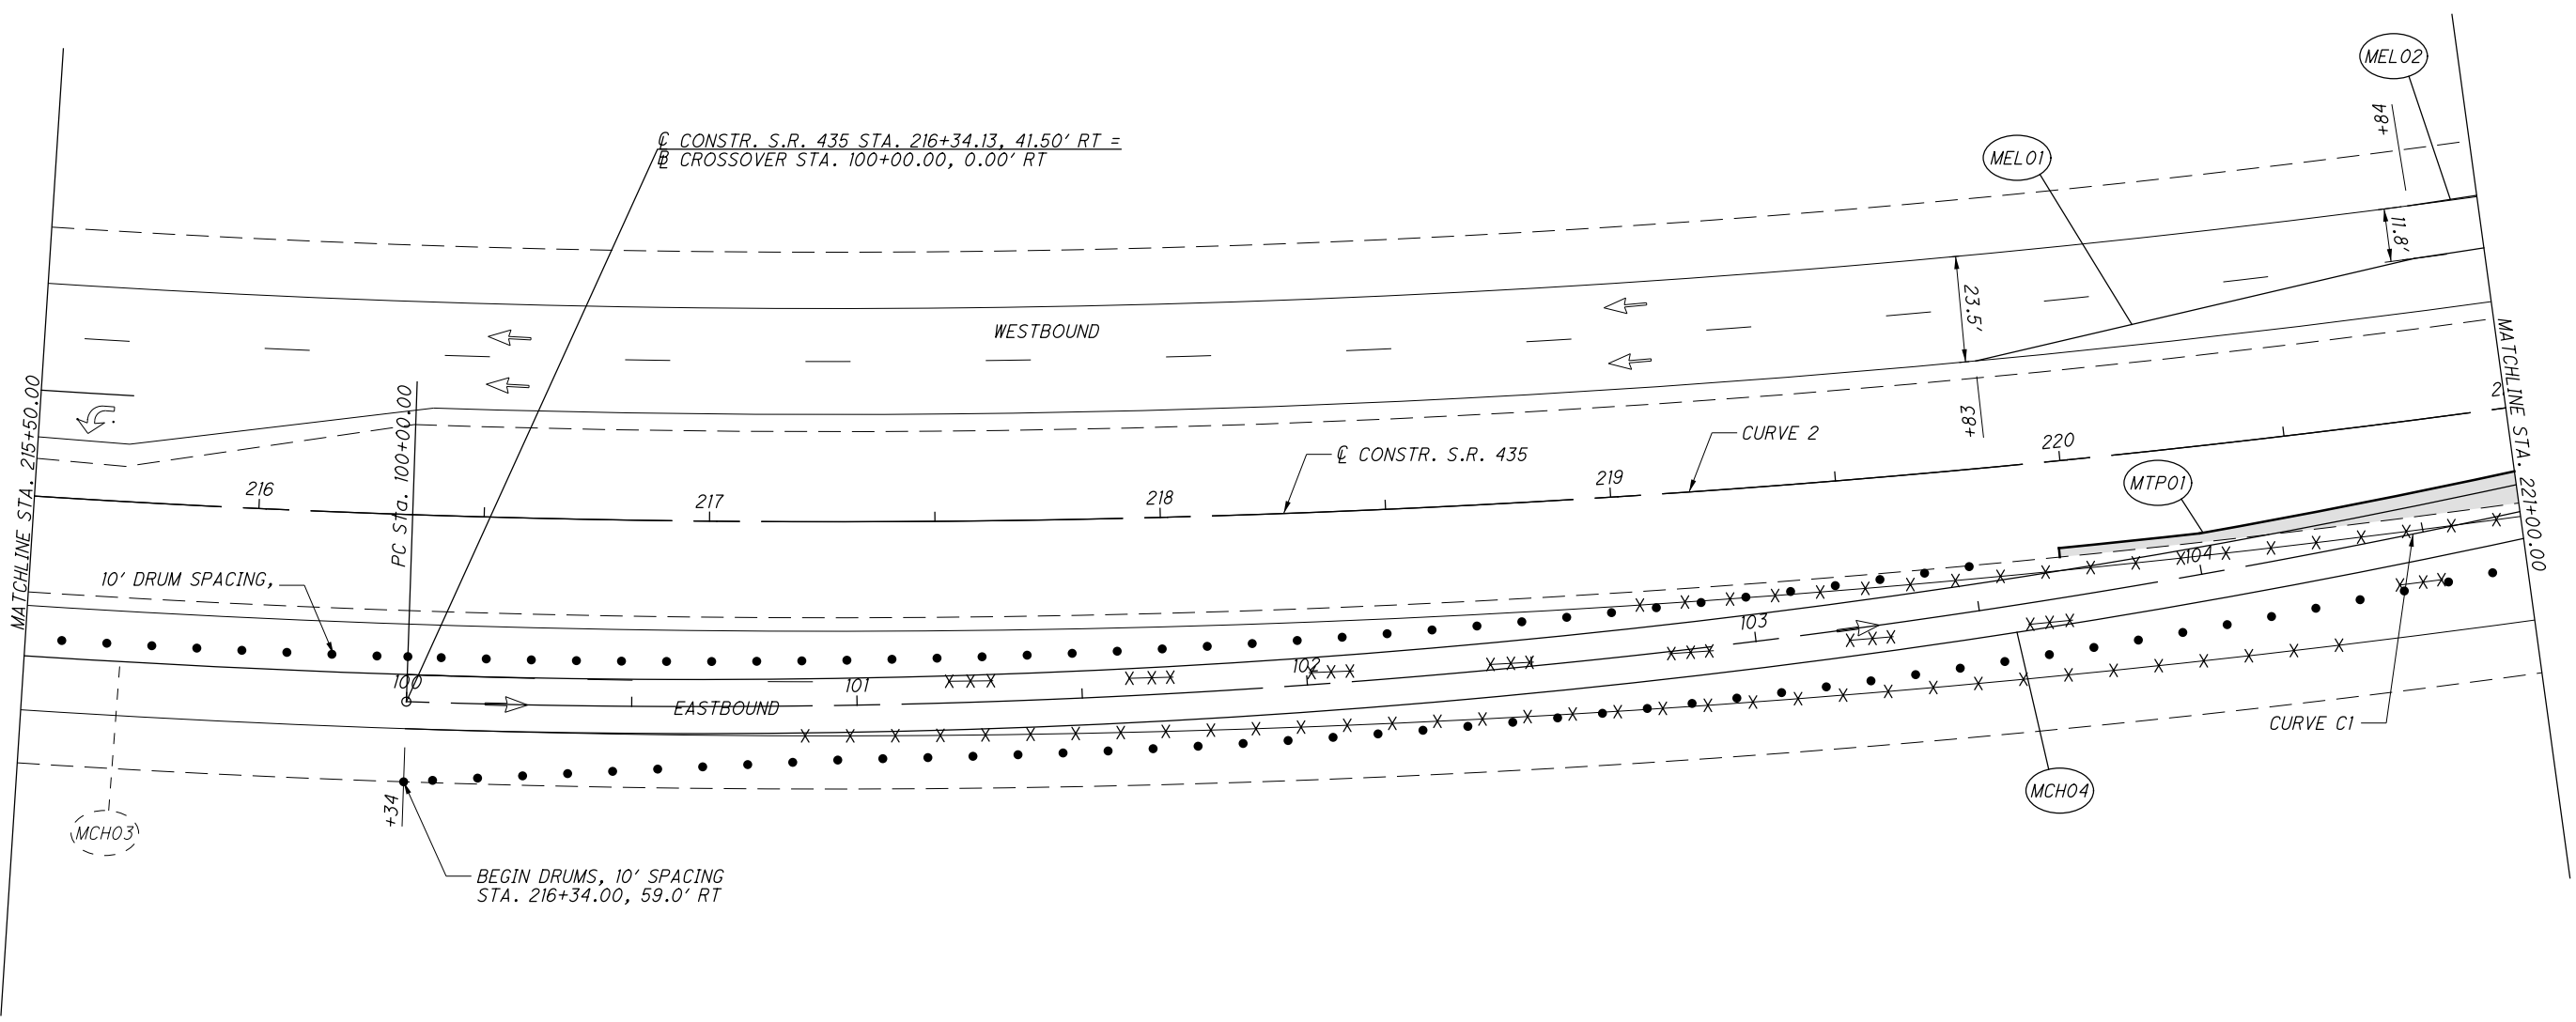 MEL02
+84
℄ CONSTR. S.R. 435 STA. 216+34.13, 41.50' RT =
CROSSOVER STA. 100+00.00, 0.00' RT
MEL01
11.8'
23.5'
WESTBOUND
MATCHLINE STA. 215+50.00
PC Sta. 100+00.00
MATCHLINE STA. 221+00.00
+83
CURVE 2
℄ CONSTR. S.R. 435
2
220
219
218
217
216
MTP01
10' DRUM SPACING,
104
103
102
101
100
EASTBOUND
CURVE C1
MCH04
+34
MCH03
BEGIN DRUMS, 10' SPACING
STA. 216+34.00, 59.0' RT